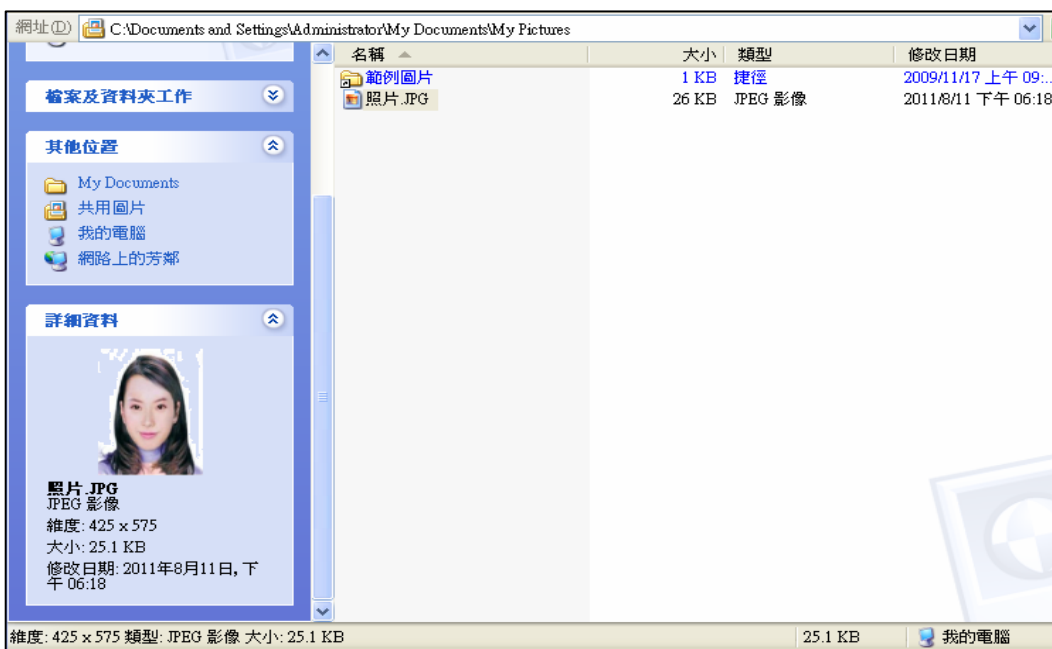 網址(D) C:\Documents and Settings\Administrator\My Documents\My Pictures
名稱 大小 類型 修改日期
範例圖片 1 KB 捷徑 2009/11/17 上午 09:...
照片.JPG 26 KB JPEG 影像 2011/8/11 下午 06:18
檔案及資料夾工作
其他位置
My Documents
共用圖片
我的電腦
網路上的芳鄰
詳細資料
照片.JPG
JPEG 影像
維度: 425 x 575
大小: 25.1 KB
修改日期: 2011年8月11日, 下
午 06:18
維度: 425 x 575 類型: JPEG 影像 大小: 25.1 KB 25.1 KB 我的電腦